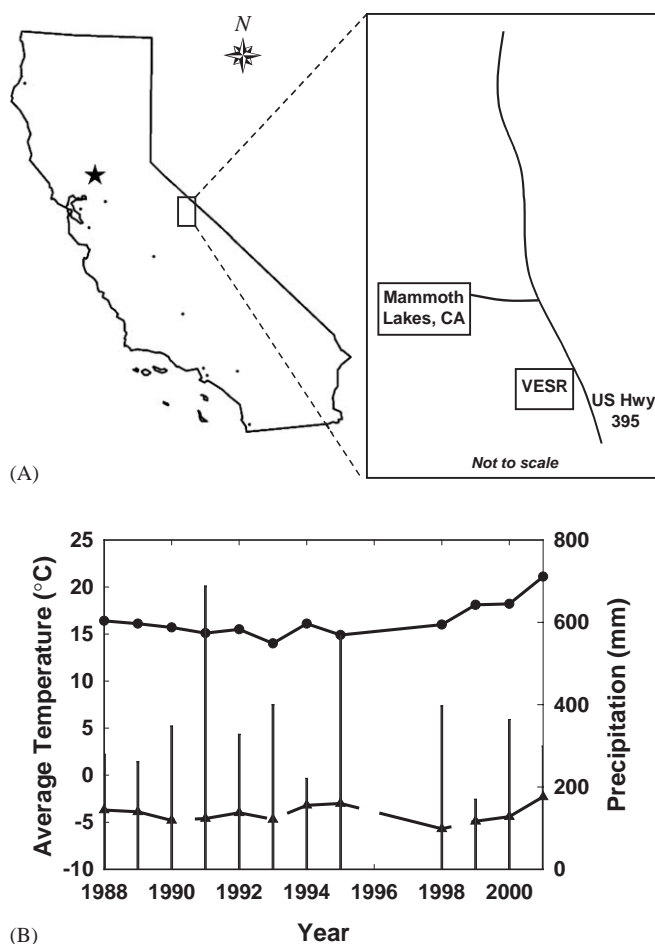 N
Mammoth
Lakes, CA
VESR
US Hwy
395
Not to scale
(A)
Average Temperature (°C)
25
20
15
10
5
0
-5
-10
800
600
400
200
0
Precipitation (mm)
1988 1990 1992 1994 1996 1998 2000
Year
(B)